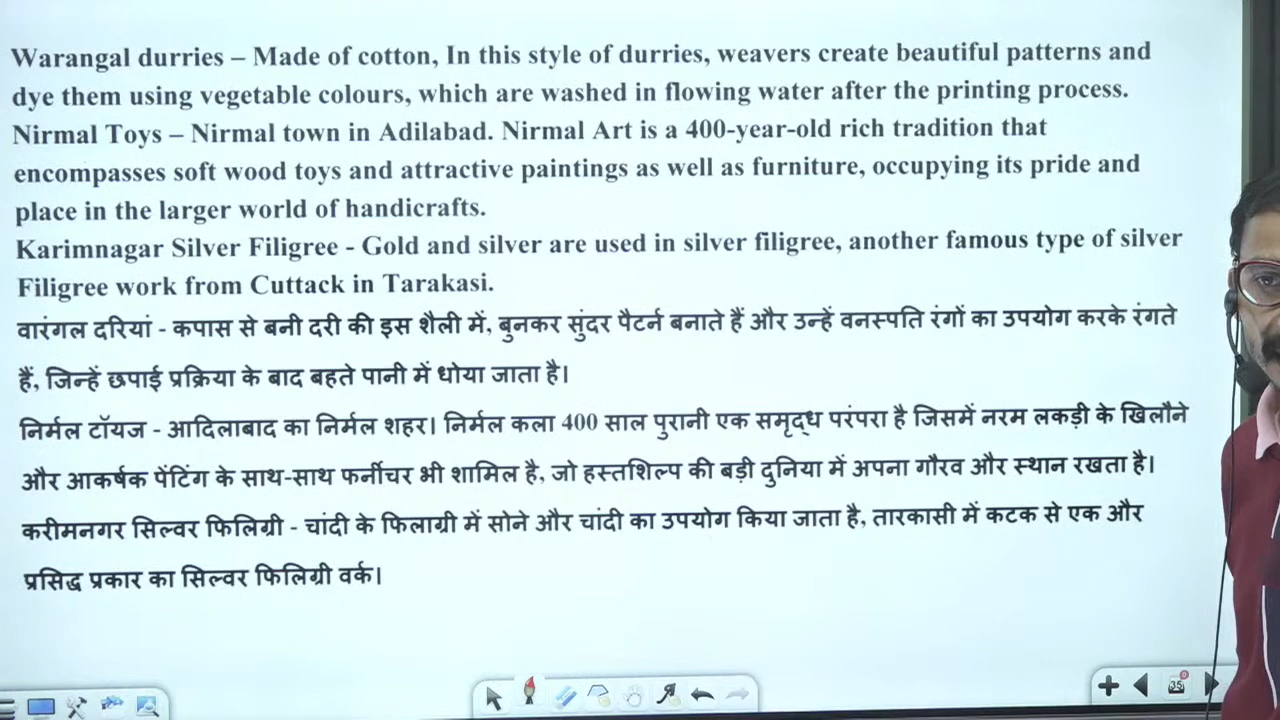 Warangal durries – Made of cotton, In this style of durries, weavers create beautiful patterns and
dye them using vegetable colours, which are washed in flowing water after the printing process.
Nirmal Toys – Nirmal town in Adilabad. Nirmal Art is a 400-year-old rich tradition that
encompasses soft wood toys and attractive paintings as well as furniture, occupying its pride and
place in the larger world of handicrafts.
Karimnagar Silver Filigree - Gold and silver are used in silver filigree, another famous type of silver
Filigree work from Cuttack in Tarakasi.
वारंगल दरियां - कपास से बनी दरी की इस शैली में, बुनकर सुंदर पैटर्न बनाते हैं और उन्हें वनस्पति रंगों का उपयोग करके रंगते
हैं, जिन्हें छपाई प्रक्रिया के बाद बहते पानी में धोया जाता है।
निर्मल टॉयज - आदिलाबाद का निर्मल शहर। निर्मल कला 400 साल पुरानी एक समृद्ध परंपरा है जिसमें नरम लकड़ी के खिलौने
और आकर्षक पेंटिंग के साथ-साथ फर्नीचर भी शामिल है, जो हस्तशिल्प की बड़ी दुनिया में अपना गौरव और स्थान रखता है।
करीमनगर सिल्वर फिलिग्री - चांदी के फिलाग्री में सोने और चांदी का उपयोग किया जाता है, तारकासी में कटक से एक और
प्रसिद्ध प्रकार का सिल्वर फिलिग्री वर्क।
35